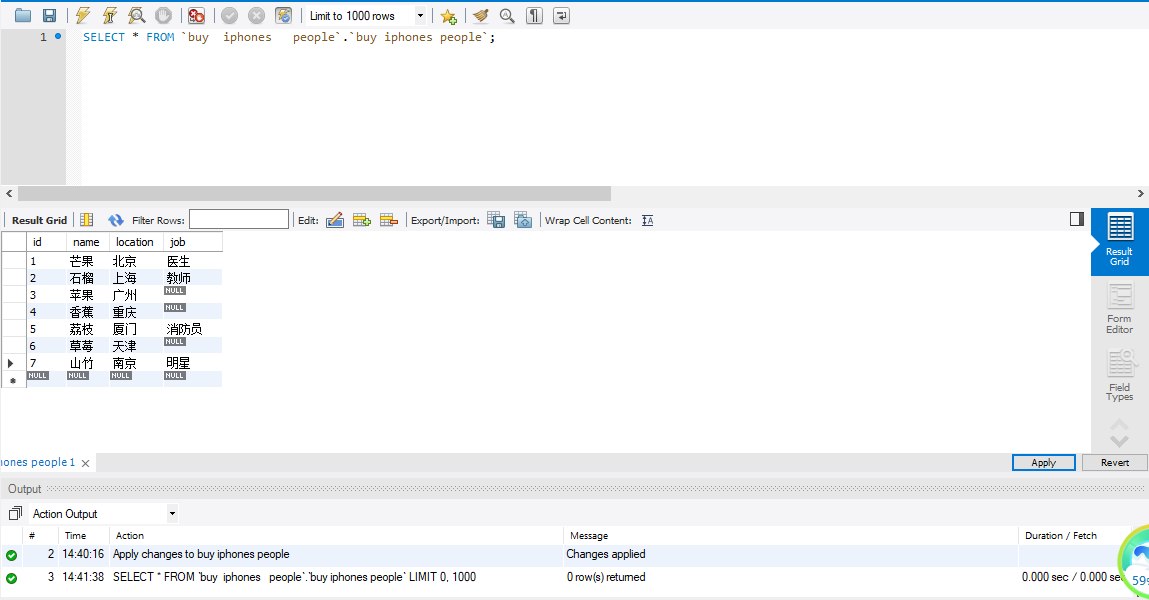 Limit to 1000 rows
1 SELECT * FROM `buy  iphones   people`.`buy iphones people`;
Result Grid Filter Rows: Edit: Export/Import: Wrap Cell Content:
id name location job
1 芒果 北京 医生
2 石榴 上海 教师
3 苹果 广州 NULL
4 香蕉 重庆 NULL
5 荔枝 厦门 消防员
6 草莓 天津 NULL
7 山竹 南京 明星
NULL NULL NULL NULL
Result
Grid
Form
Editor
Field
Types
ones people 1
Apply Revert
Output
Action Output
# Time Action Message Duration / Fetch
2 14:40:16 Apply changes to buy iphones people Changes applied
3 14:41:38 SELECT * FROM `buy  iphones   people`.`buy iphones people` LIMIT 0, 1000 0 row(s) returned 0.000 sec / 0.000 sec
59